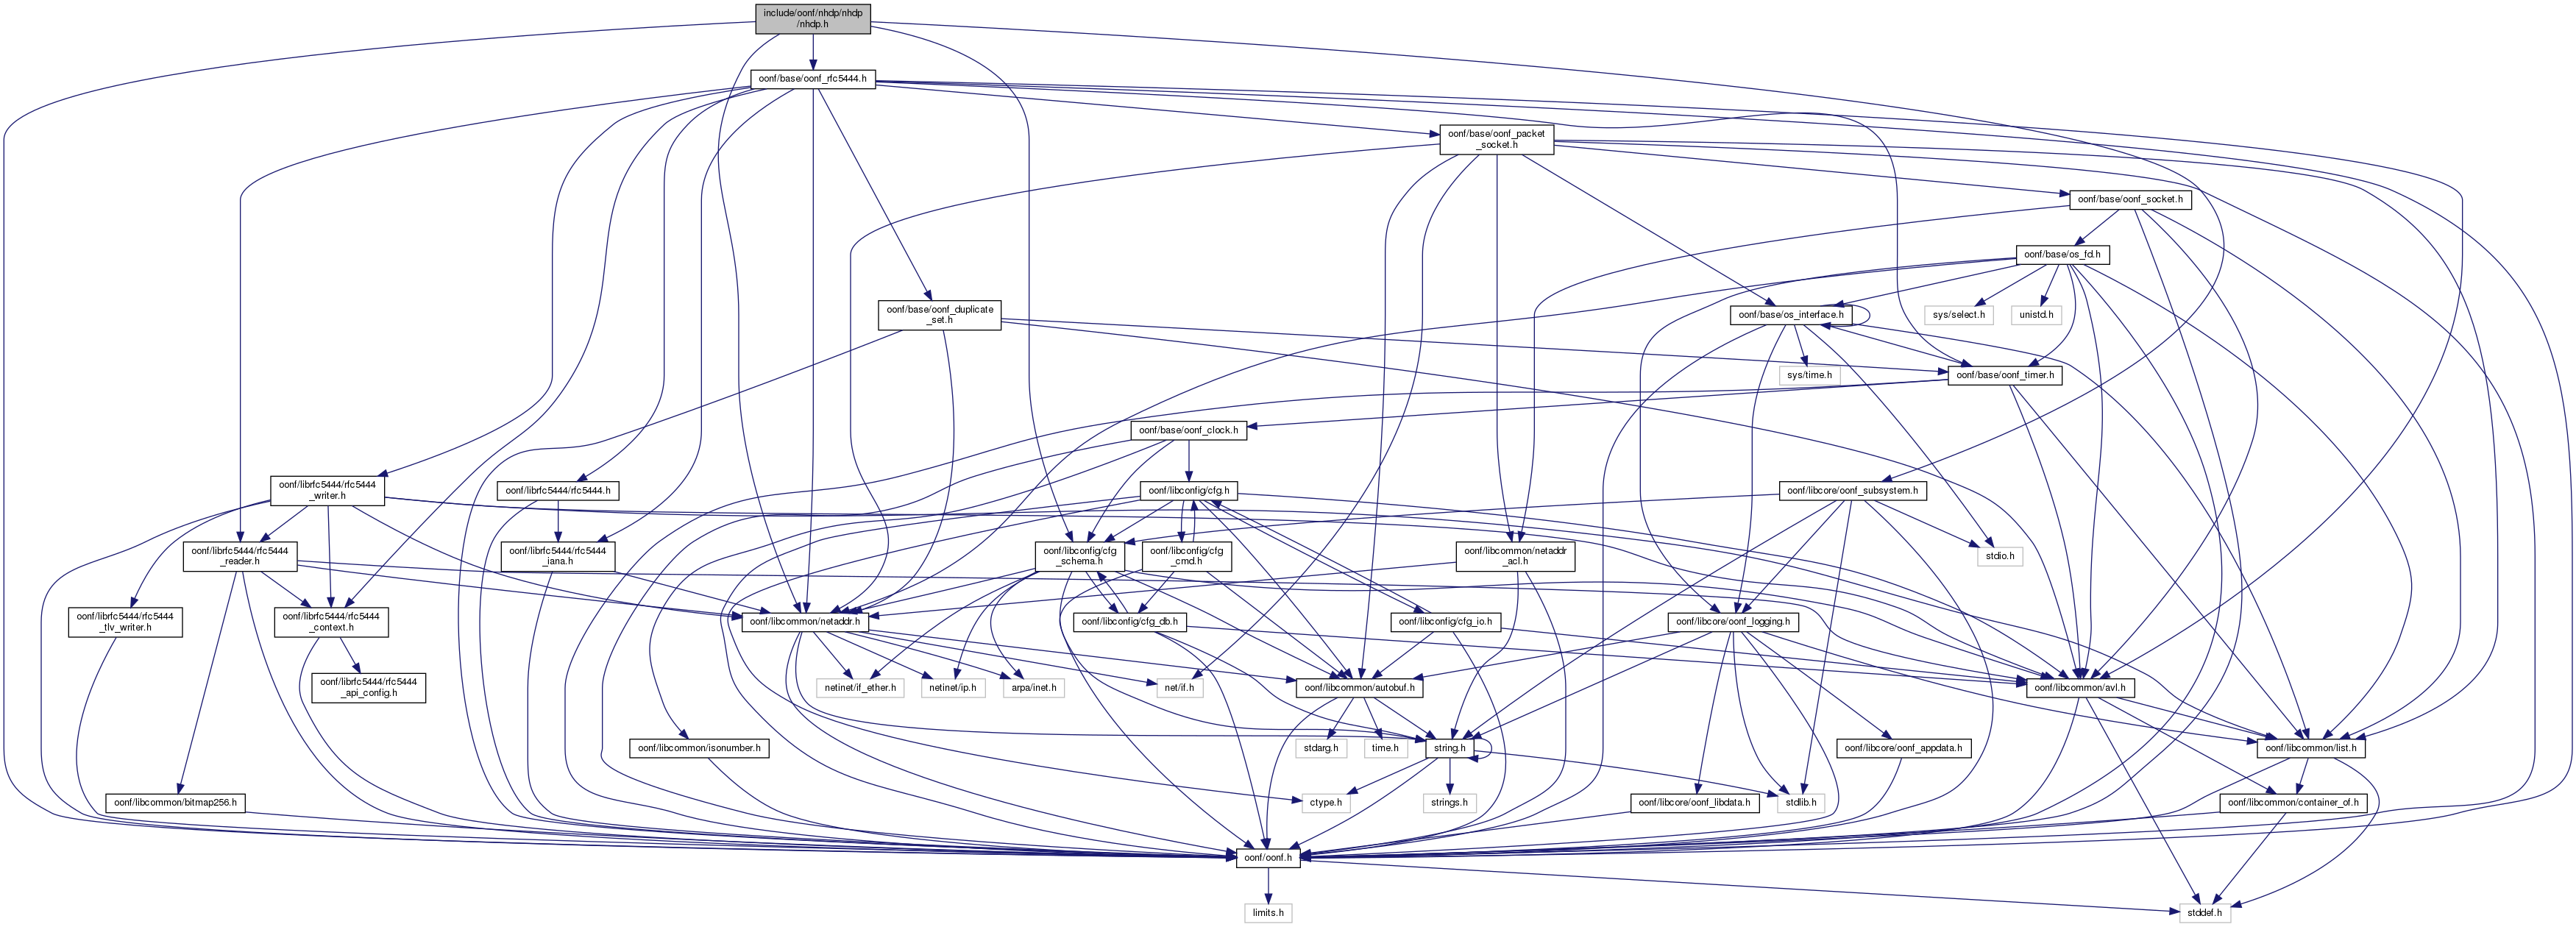 include/oonf/nhdp/nhdp
/nhdp.h
oonf/base/oonf_rfc5444.h
oonf/base/oonf_packet
_socket.h
oonf/base/oonf_socket.h
oonf/base/os_fd.h
oonf/base/oonf_duplicate
_set.h
oonf/base/os_interface.h
sys/select.h
unistd.h
sys/time.h
oonf/base/oonf_timer.h
oonf/base/oonf_clock.h
oonf/librfc5444/rfc5444
_writer.h
oonf/librfc5444/rfc5444.h
oonf/libconfig/cfg.h
oonf/libcore/oonf_subsystem.h
oonf/librfc5444/rfc5444
_reader.h
oonf/librfc5444/rfc5444
_iana.h
oonf/libconfig/cfg
_schema.h
oonf/libconfig/cfg
_cmd.h
oonf/libcommon/netaddr
_acl.h
stdio.h
oonf/librfc5444/rfc5444
_tlv_writer.h
oonf/librfc5444/rfc5444
_context.h
oonf/libcommon/netaddr.h
oonf/libconfig/cfg_db.h
oonf/libconfig/cfg_io.h
oonf/libcore/oonf_logging.h
oonf/librfc5444/rfc5444
_api_config.h
netinet/if_ether.h
netinet/ip.h
arpa/inet.h
net/if.h
oonf/libcommon/autobuf.h
oonf/libcommon/avl.h
oonf/libcommon/isonumber.h
stdarg.h
time.h
string.h
oonf/libcore/oonf_appdata.h
oonf/libcommon/list.h
oonf/libcommon/bitmap256.h
ctype.h
strings.h
oonf/libcore/oonf_libdata.h
stdlib.h
oonf/libcommon/container_of.h
oonf/oonf.h
limits.h
stddef.h